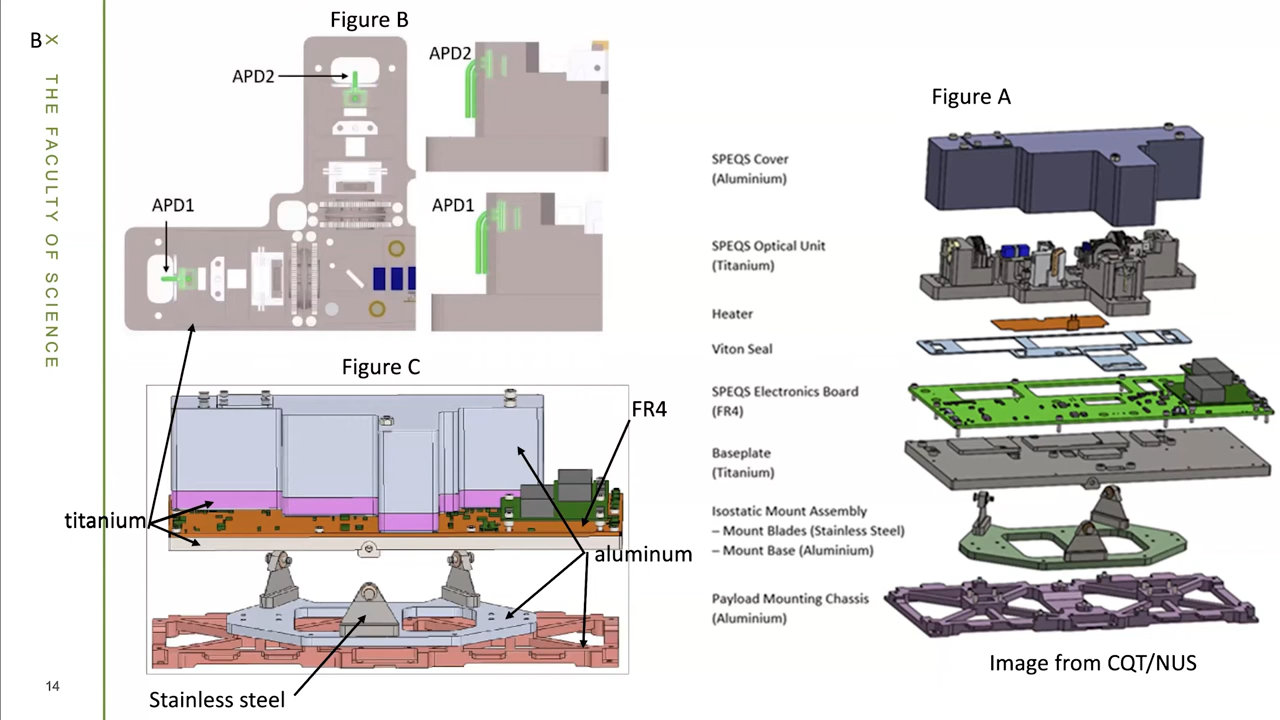 B X
THE FACULTY OF SCIENCE
14
Figure B
APD2
APD2
APD1
APD1
Figure C
FR4
titanium
aluminum
Stainless steel
Figure A
SPEQS Cover
(Aluminium)
SPEQS Optical Unit
(Titanium)
Heater
Viton Seal
SPEQS Electronics Board
(FR4)
Baseplate
(Titanium)
Isostatic Mount Assembly
– Mount Blades (Stainless Steel)
– Mount Base (Aluminium)
Payload Mounting Chassis
(Aluminium)
Image from CQT/NUS